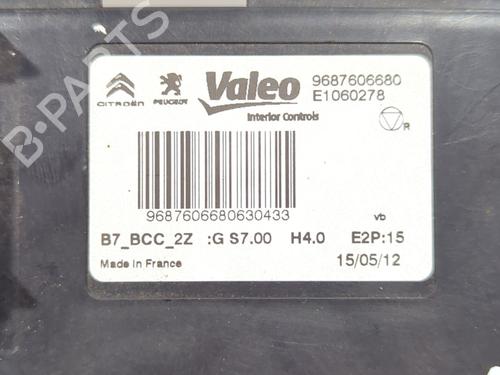 B-PARTS
CITROËN
PEUGEOT
Valeo
Interior Controls
9687606680
E1060278
R
9687606680630433
vb
B7_BCC_2Z :G S7.00 H4.0 E2P:15
Made in France
15/05/12